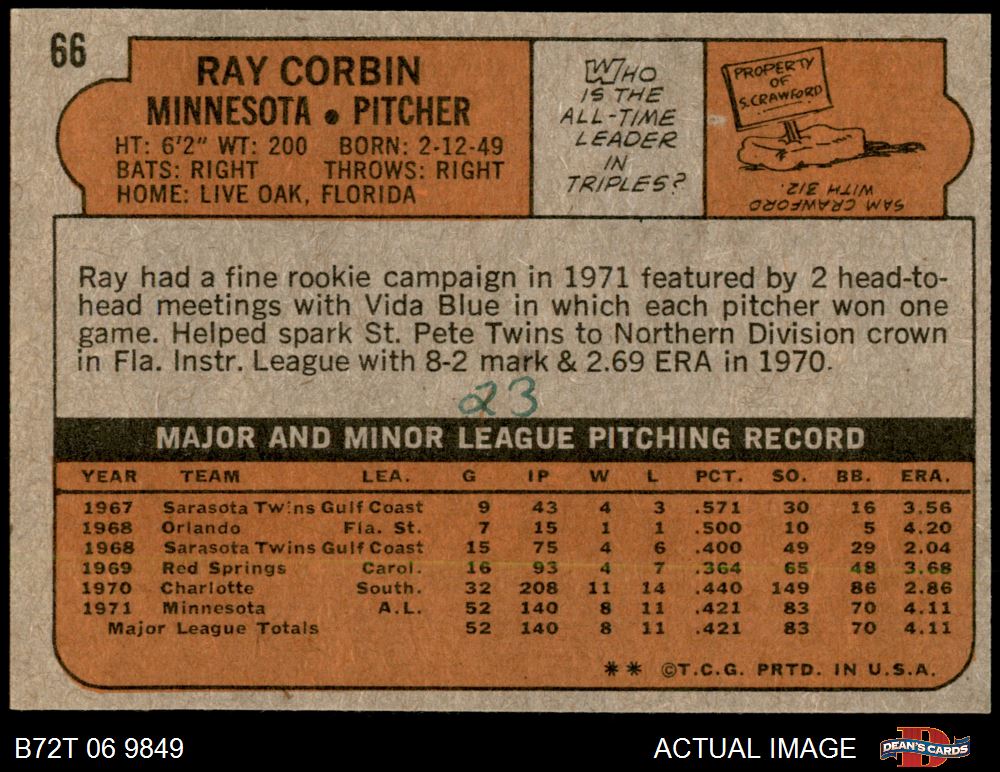 66
RAY CORBIN
MINNESOTA • PITCHER
HT: 6'2" WT: 200 BORN: 2-12-49
BATS: RIGHT THROWS: RIGHT
HOME: LIVE OAK, FLORIDA
WHO
IS THE
ALL-TIME
LEADER
IN
TRIPLES?
PROPERTY
OF
S. CRAWFORD
SAM CRAWFORD
WITH 312.
Ray had a fine rookie campaign in 1971 featured by 2 head-to-
head meetings with Vida Blue in which each pitcher won one
game. Helped spark St. Pete Twins to Northern Division crown
in Fla. Instr. League with 8-2 mark & 2.69 ERA in 1970.
23
MAJOR AND MINOR LEAGUE PITCHING RECORD
YEAR TEAM LEA. G IP W L PCT. SO. BB. ERA.
1967 Sarasota Twins Gulf Coast 9 43 4 3 .571 30 16 3.56
1968 Orlando Fla. St. 7 15 1 1 .500 10 5 4.20
1968 Sarasota Twins Gulf Coast 15 75 4 6 .400 49 29 2.04
1969 Red Springs Carol. 16 93 4 7 .364 65 48 3.68
1970 Charlotte South. 32 208 11 14 .440 149 86 2.86
1971 Minnesota A.L. 52 140 8 11 .421 83 70 4.11
Major League Totals 52 140 8 11 .421 83 70 4.11
** ©T.C.G. PRTD. IN U.S.A.
B72T 06 9849 ACTUAL IMAGE DEAN'S CARDS